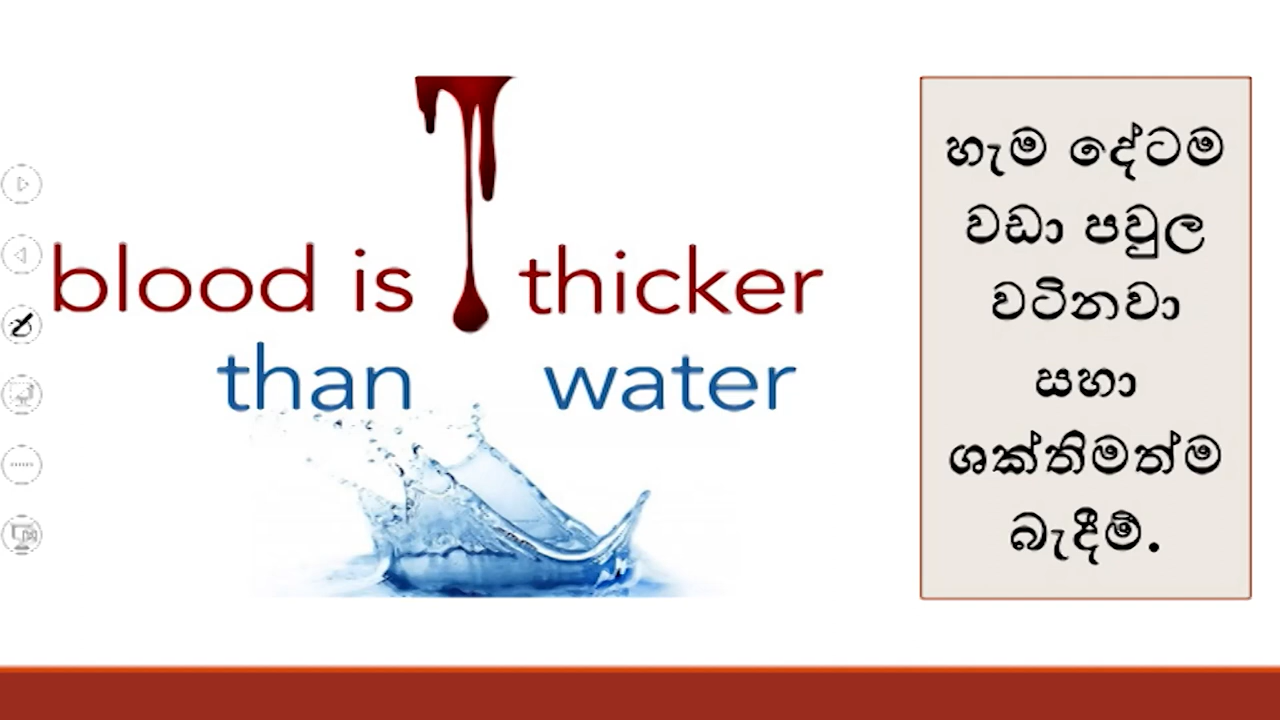 blood is thicker
than water
හැම දේටම
වඩා පවුල
වටිනවා
සහා
ශක්තිමත්ම
බැඳීම්.